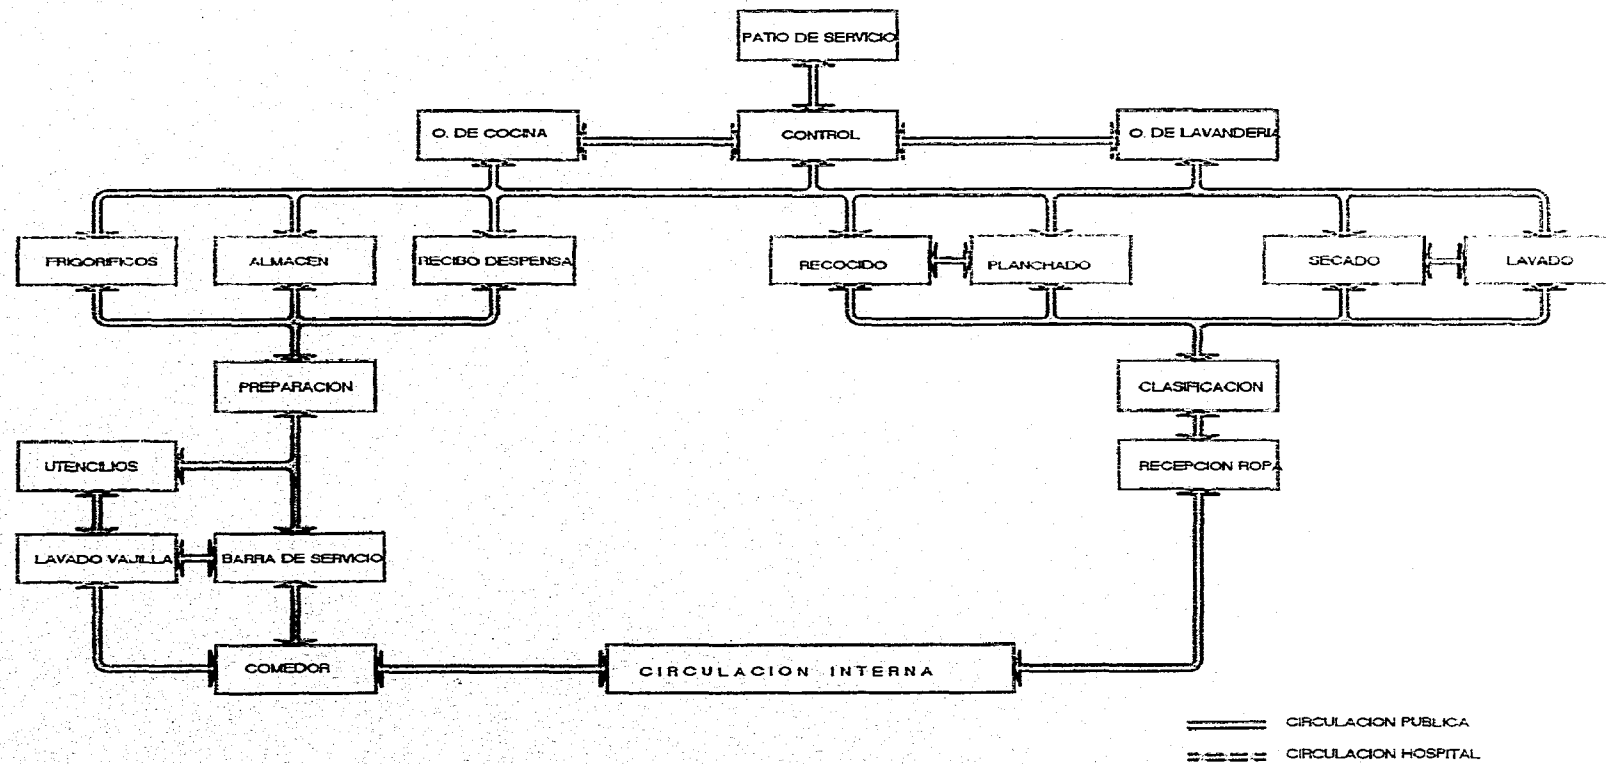 PATIO DE SERVICIO
O. DE COCINA
CONTROL
O. DE LAVANDERIA
FRIGORIFICOS
ALMACEN
RECIBO DESPENSA
RECOCIDO
PLANCHADO
SECADO
LAVADO
PREPARACION
CLASIFICACION
UTENCILIOS
RECEPCION ROPA
LAVADO VAJILLA
BARRA DE SERVICIO
COMEDOR
CIRCULACION INTERNA
CIRCULACION PUBLICA
CIRCULACION HOSPITAL